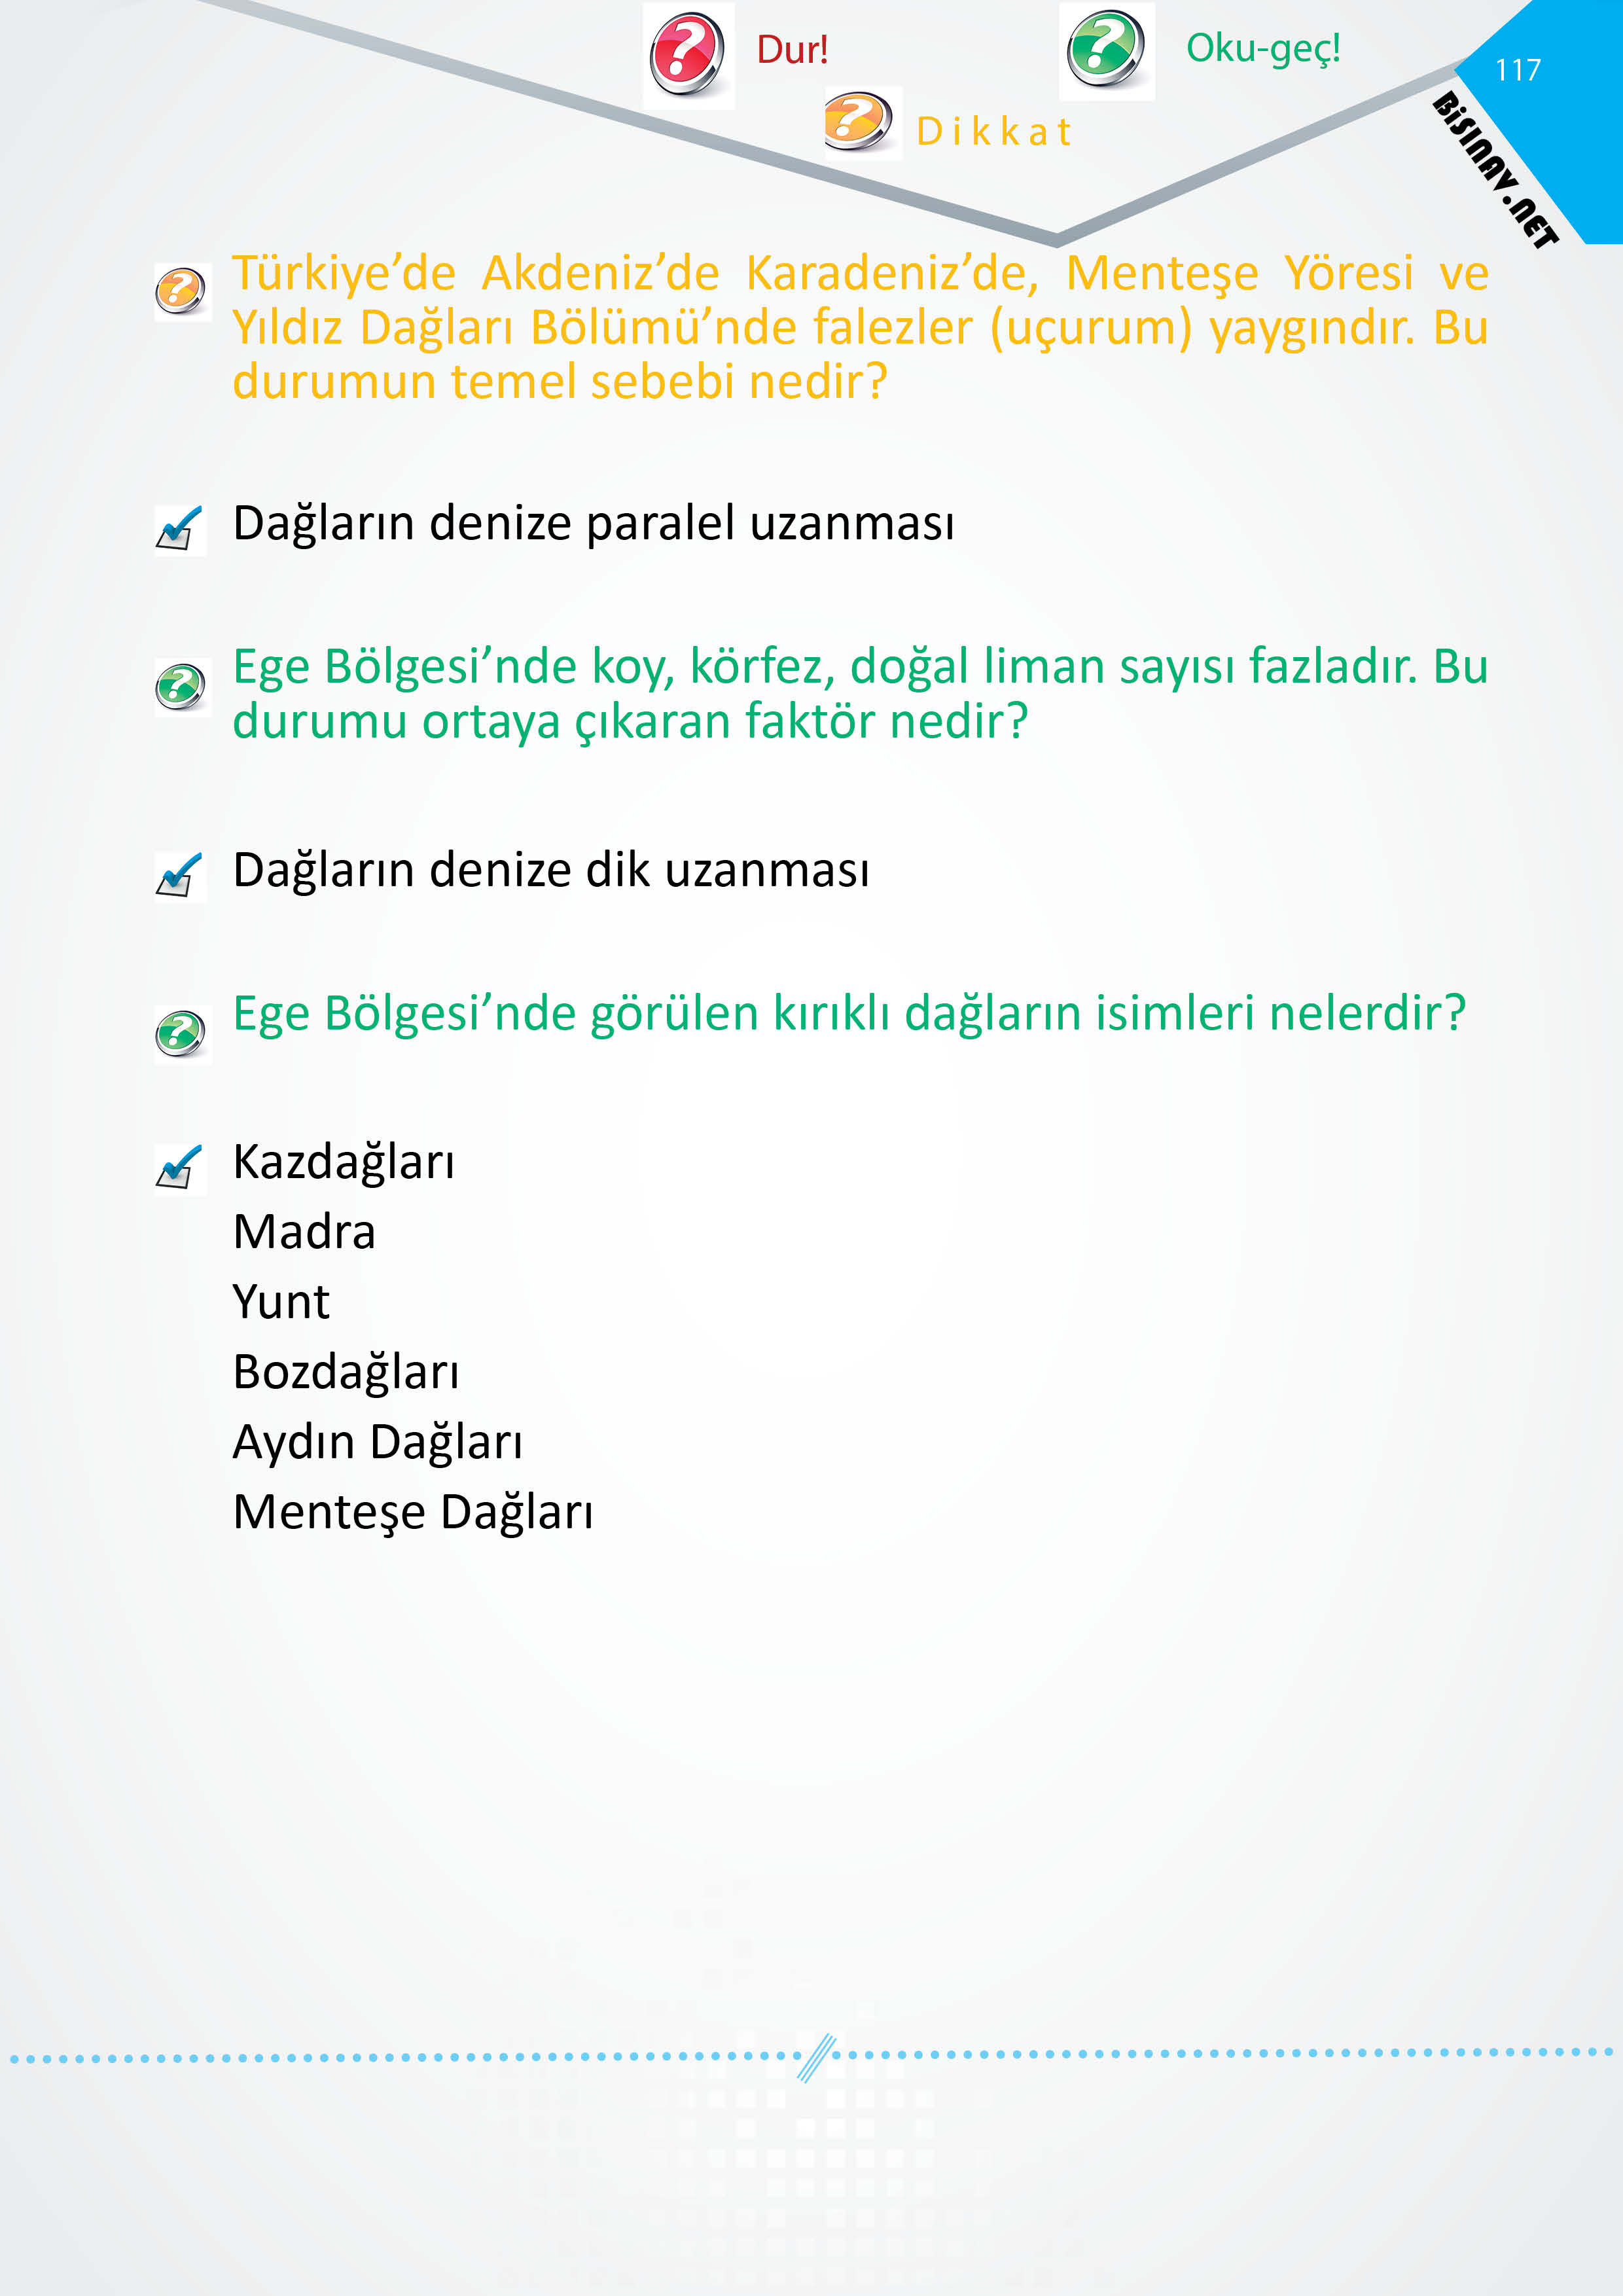 Dur!
Oku-geç!
117
Dikkat
BiSINAV.NET
Türkiye’de Akdeniz’de Karadeniz’de, Menteşe Yöresi ve
Yıldız Dağları Bölümü’nde falezler (uçurum) yaygındır. Bu
durumun temel sebebi nedir?
Dağların denize paralel uzanması
Ege Bölgesi’nde koy, körfez, doğal liman sayısı fazladır. Bu
durumu ortaya çıkaran faktör nedir?
Dağların denize dik uzanması
Ege Bölgesi’nde görülen kırıklı dağların isimleri nelerdir?
Kazdağları
Madra
Yunt
Bozdağları
Aydın Dağları
Menteşe Dağları